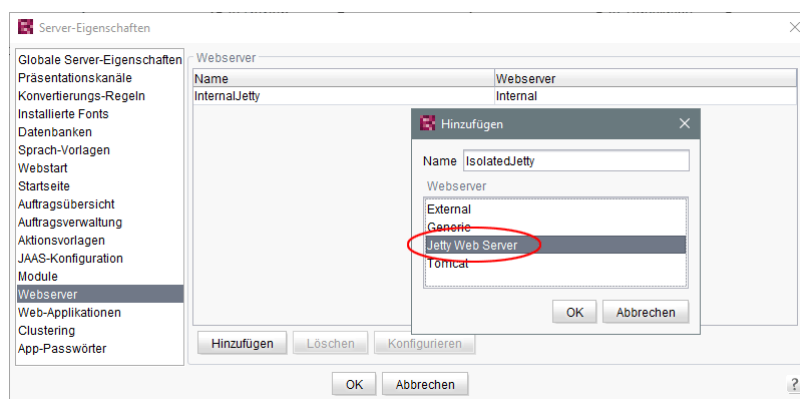 Server-Eigenschaften
Globale Server-Eigenschaften
Präsentationskanäle
Konvertierungs-Regeln
Installierte Fonts
Datenbanken
Sprach-Vorlagen
Webstart
Startseite
Auftragsübersicht
Auftragsverwaltung
Aktionsvorlagen
JAAS-Konfiguration
Module
Webserver
Web-Applikationen
Clustering
App-Passwörter
Webserver
Name Webserver
InternalJetty Internal
Hinzufügen
Name IsolatedJetty
Webserver
External
Generic
Jetty Web Server
Tomcat
OK Abbrechen
Hinzufügen Löschen Konfigurieren
OK Abbrechen ?